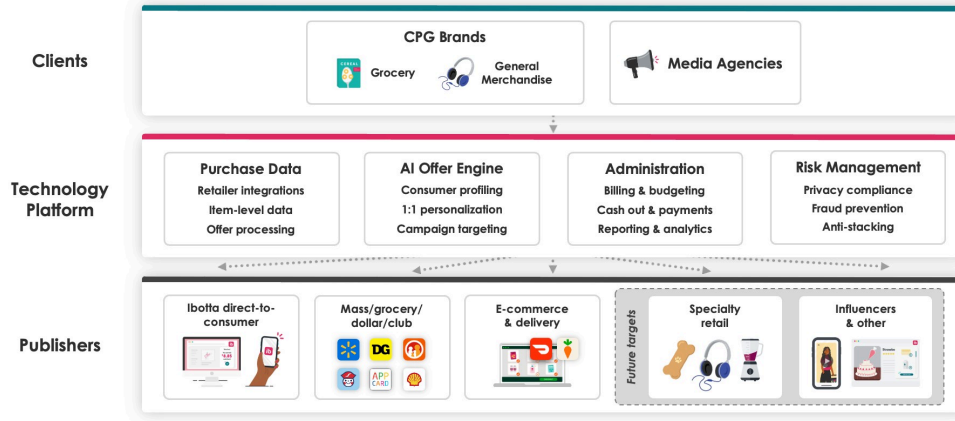 Clients
CPG Brands
CEREAL
Grocery
General
Merchandise
Media Agencies
Technology
Platform
Purchase Data
Retailer integrations
Item-level data
Offer processing
AI Offer Engine
Consumer profiling
1:1 personalization
Campaign targeting
Administration
Billing & budgeting
Cash out & payments
Reporting & analytics
Risk Management
Privacy compliance
Fraud prevention
Anti-stacking
Publishers
Ibotta direct-to-
consumer
Mass/grocery/
dollar/club
DG
APP
CARD
E-commerce
& delivery
Future targets
Specialty
retail
Influencers
& other